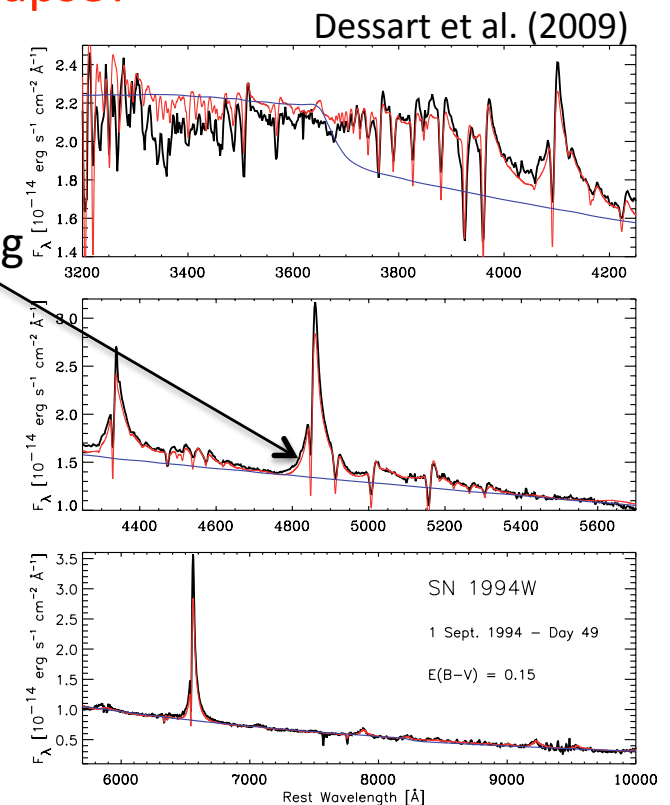 Dessart et al. (2009)
2.4
2.2
2.0
1.8
1.6
1.4
F_λ [10⁻¹⁴ erg s⁻¹ cm⁻² Å⁻¹]
3200 3400 3600 3800 4000 4200
g
3.0
2.5
2.0
1.5
1.0
F_λ [10⁻¹⁴ erg s⁻¹ cm⁻² Å⁻¹]
4400 4600 4800 5000 5200 5400 5600
3.5
3.0
2.5
2.0
1.5
1.0
0.5
F_λ [10⁻¹⁴ erg s⁻¹ cm⁻² Å⁻¹]
SN 1994W
1 Sept. 1994 – Day 49
E(B−V) = 0.15
6000 7000 8000 9000 10000
Rest Wavelength [Å]